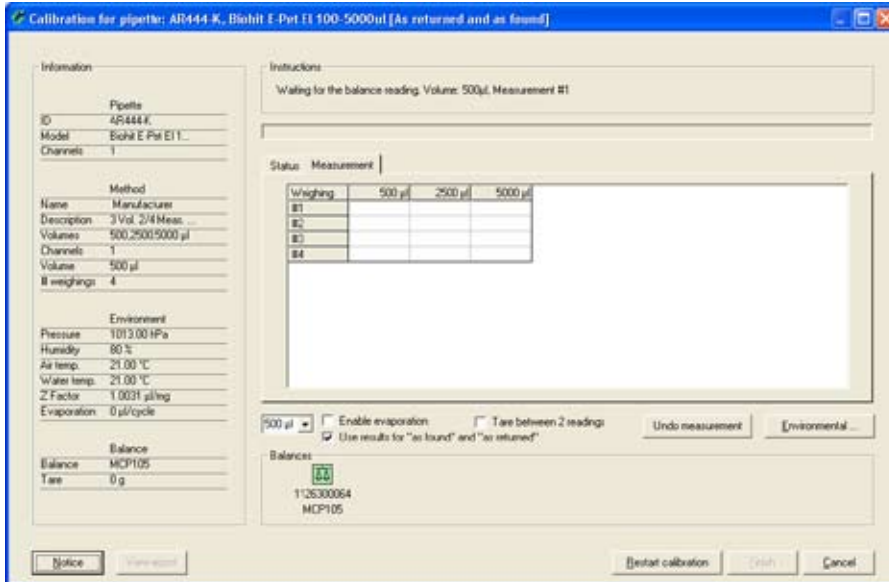 Calibration for pipette: AR444-K, Biohit E-Pet EI 100-5000ul [As returned and as found]
Information
Pipette
ID AR444-K
Model Biohit E-Pet EI 1...
Channels 1
Method
Name Manufacturer
Description 3 Vol. 2/4 Meas. ...
Volumes 500,2500,5000 µl
Channels 1
Volume 500 µl
# weighings 4
Environment
Pressure 1013.00 hPa
Humidity 80 %
Air temp. 21.00 °C
Water temp. 21.00 °C
Z Factor 1.0031 µl/mg
Evaporation 0 µl/cycle
Balance
Balance MCP105
Tare 0 g
Instructions
Waiting for the balance reading. Volume: 500µl, Measurement #1
Status Measurement
Weighing 500 µl 2500 µl 5000 µl
#1
#2
#3
#4
500 µl Enable evaporation Tare between 2 readings Undo measurement Environmental ...
Use results for "as found" and "as returned"
Balances
1126300064
MCP105
Notice View report Restart calibration Finish Cancel